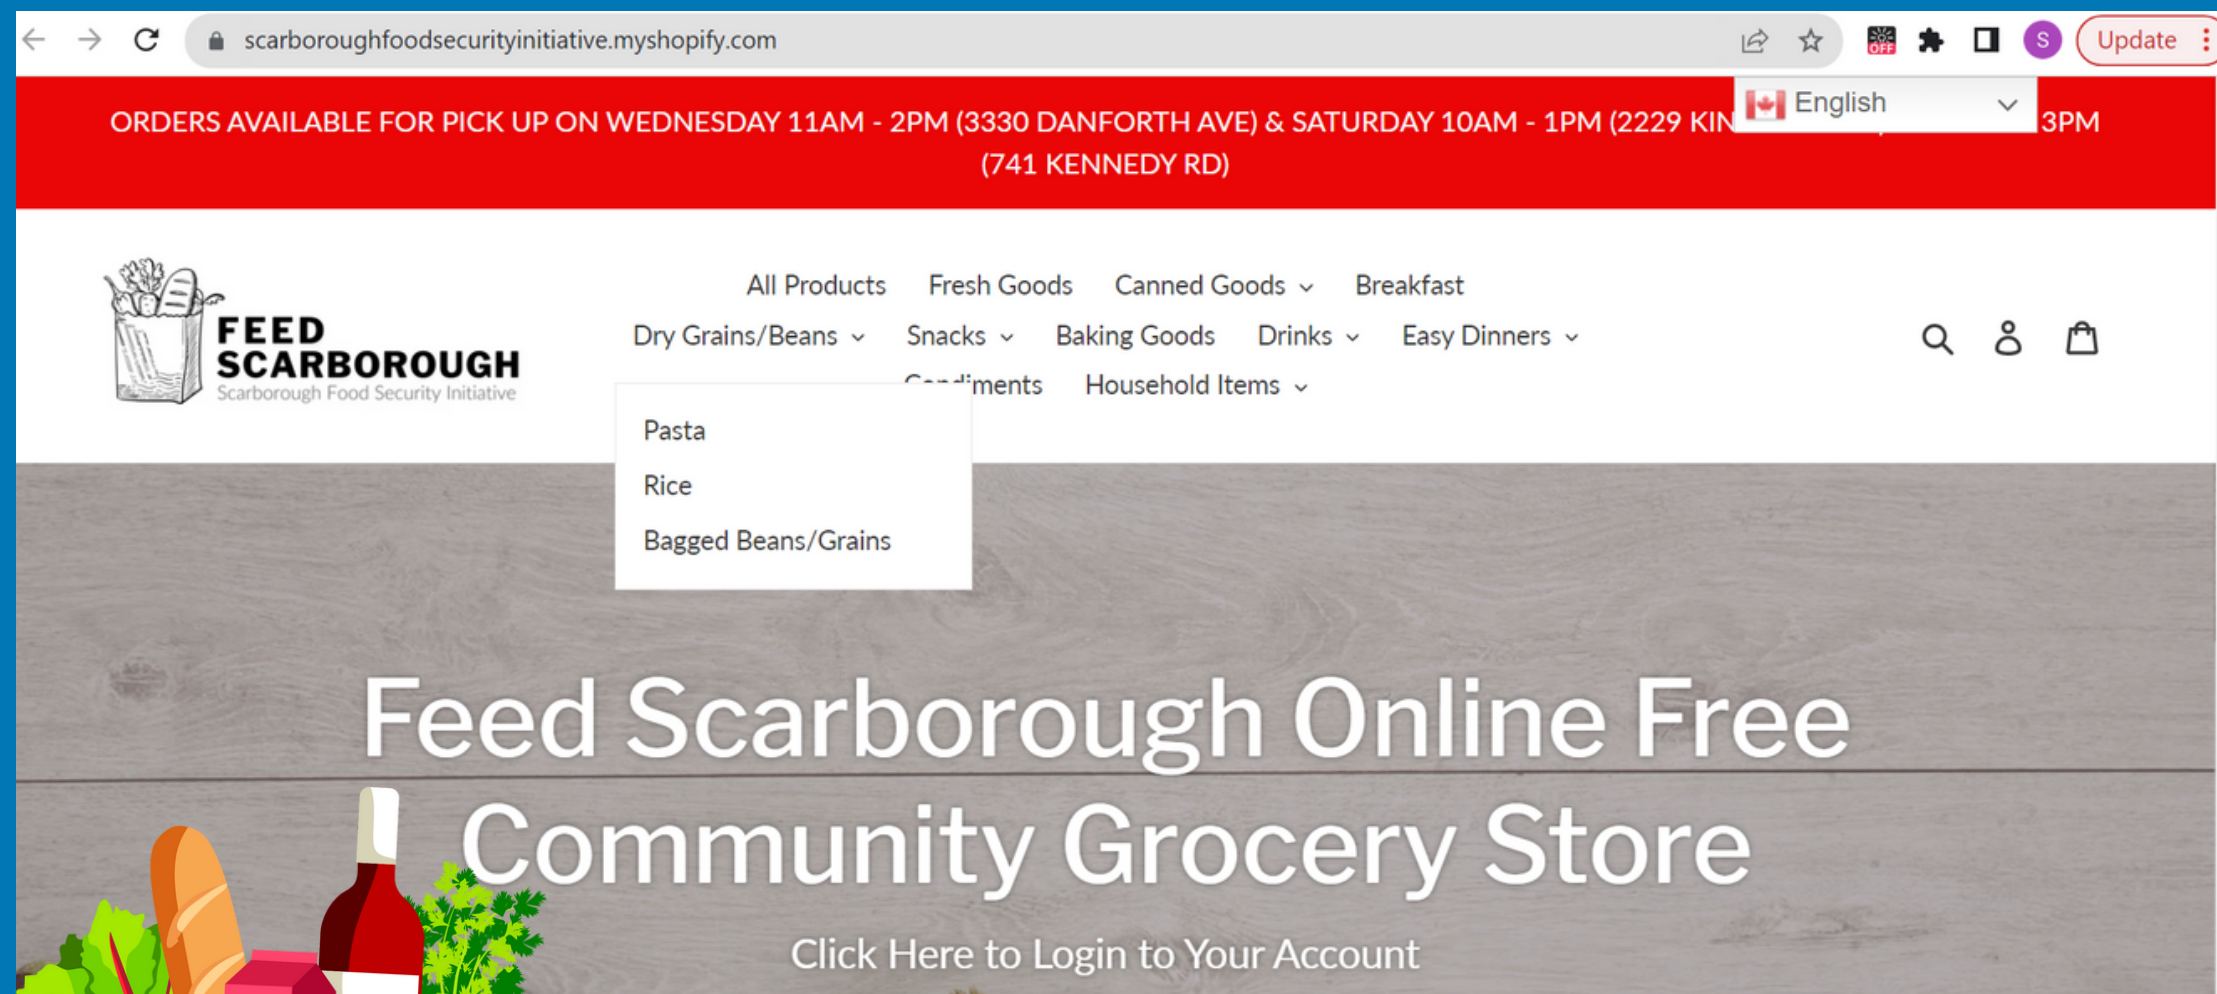 scarboroughfoodsecurityinitiative.myshopify.com
OFF
S
Update
English
ORDERS AVAILABLE FOR PICK UP ON WEDNESDAY 11AM - 2PM (3330 DANFORTH AVE) & SATURDAY 10AM - 1PM (2229 3PM
(741 KENNEDY RD)
FEED
SCARBOROUGH
Scarborough Food Security Initiative
All Products Fresh Goods Canned Goods Breakfast
Dry Grains/Beans Snacks Baking Goods Drinks Easy Dinners
Household Items
Pasta
Rice
Bagged Beans/Grains
Feed Scarborough Online Free
Community Grocery Store
Click Here to Login to Your Account